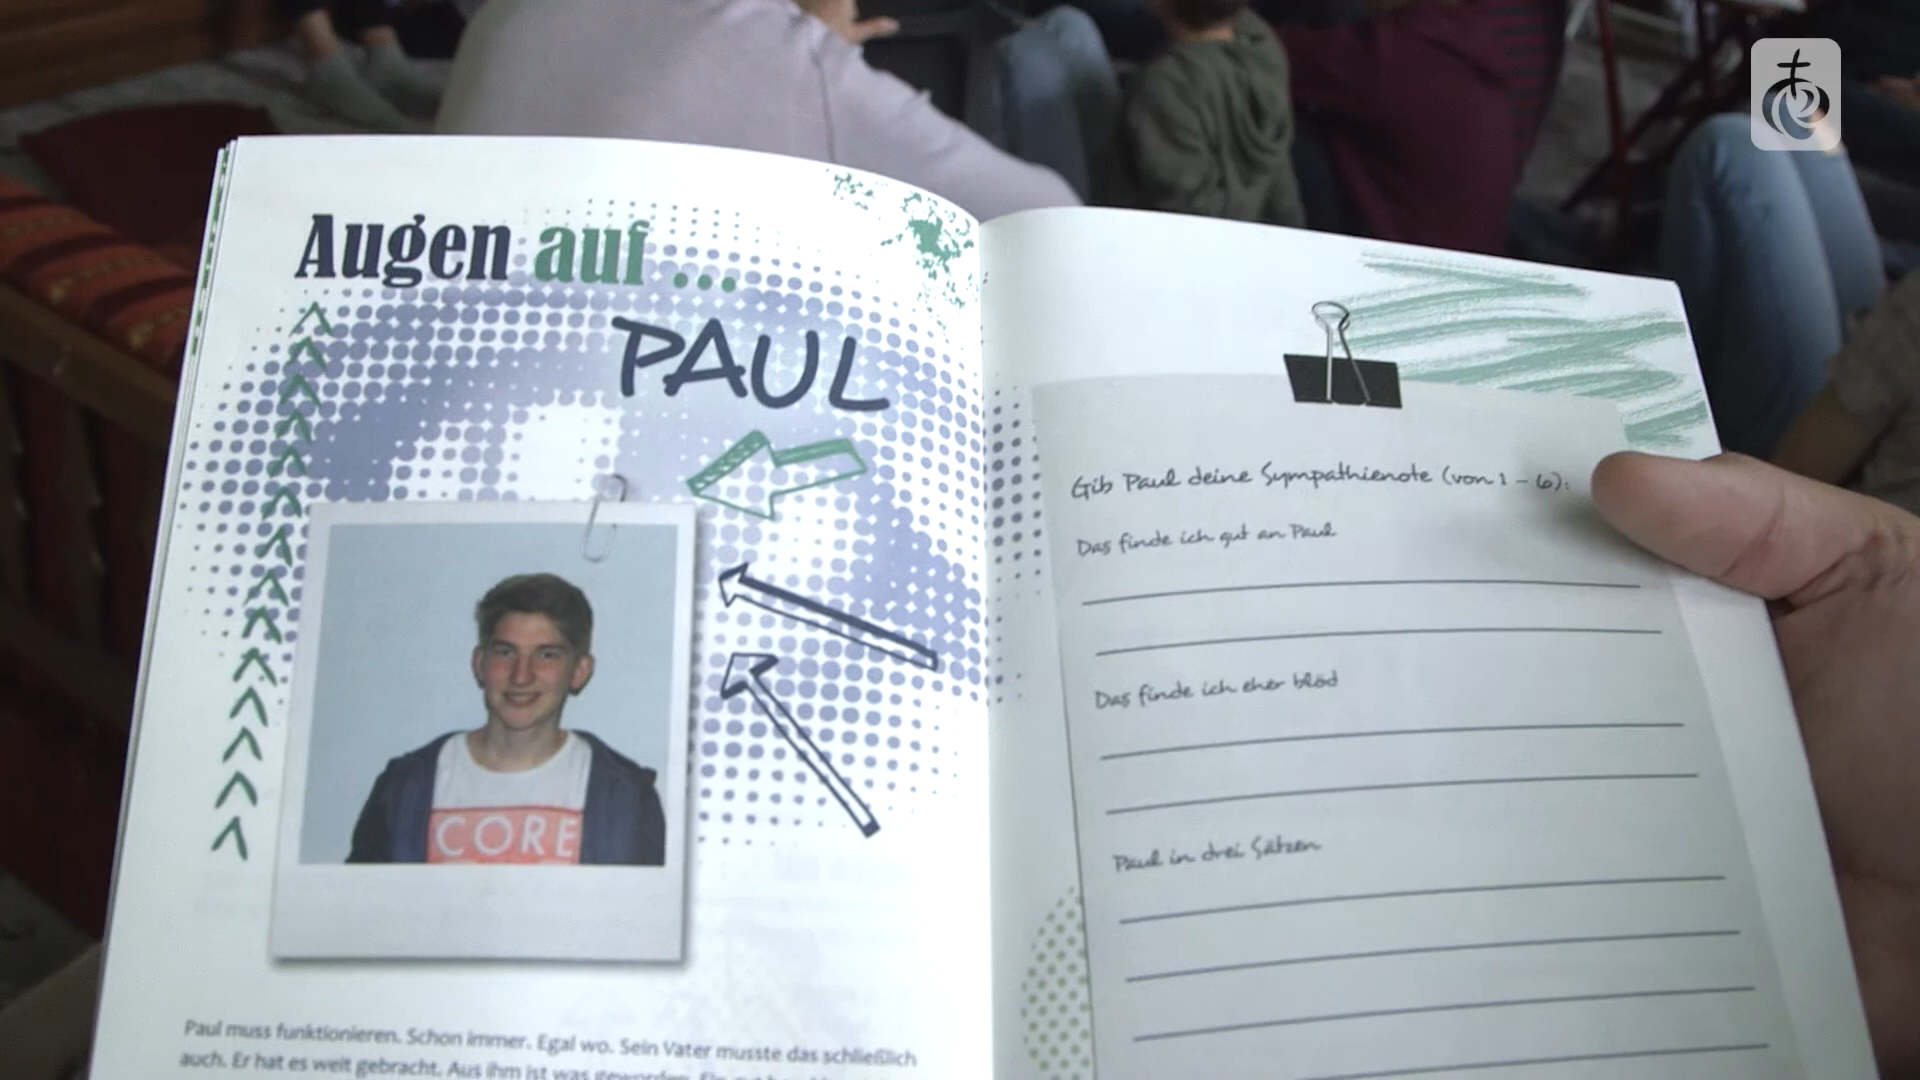 Augen auf ...
PAUL
CORE
Paul muss funktionieren. Schon immer. Egal wo. Sein Vater musste das schließlich
auch. Er hat es weit gebracht. Aus ihm ist was geworden.
Gib Paul deine Sympathienote (von 1 - 6):
Das finde ich gut an Paul
Das finde ich eher blöd
Paul in drei Sätzen